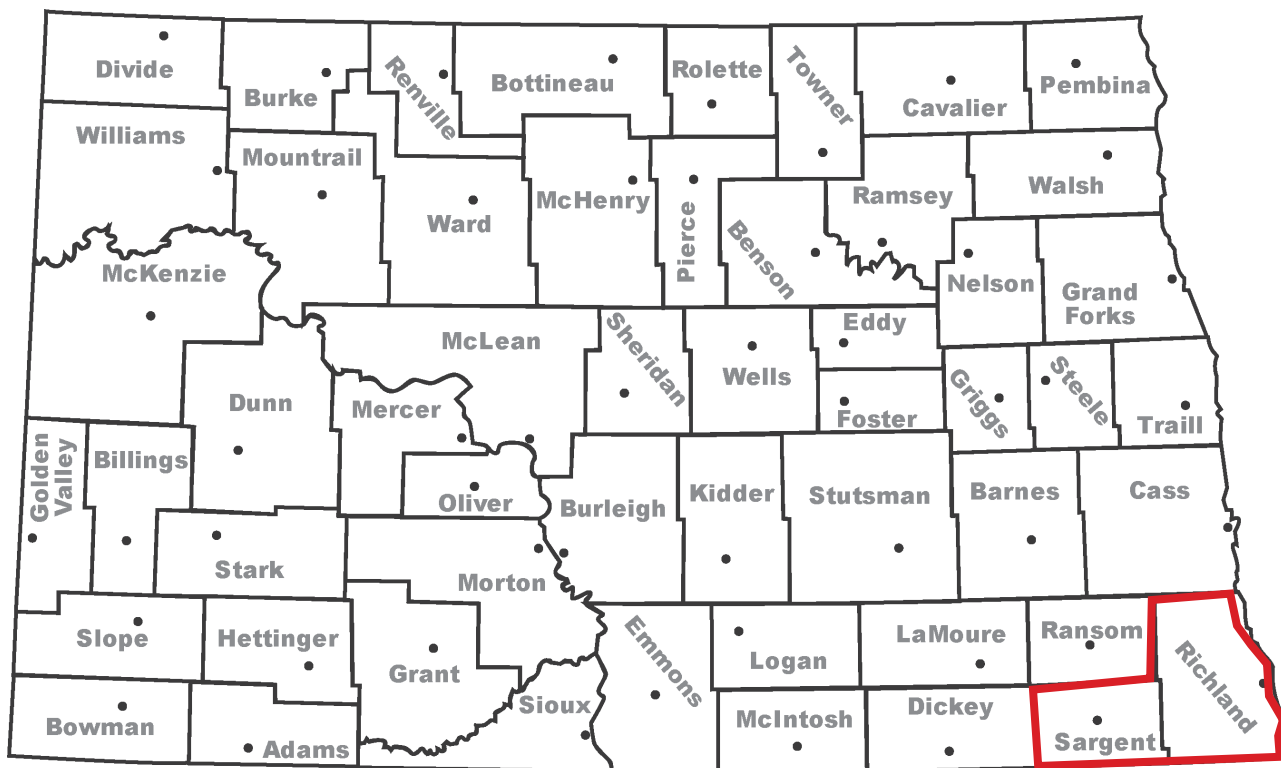 Divide
Burke
Renville
Bottineau
Rolette
Towner
Cavalier
Pembina
Williams
Mountrail
Ward
McHenry
Pierce
Benson
Ramsey
Walsh
McKenzie
Nelson
Grand
Forks
McLean
Sheridan
Wells
Eddy
Foster
Griggs
Steele
Traill
Dunn
Mercer
Golden
Valley
Billings
Oliver
Burleigh
Kidder
Stutsman
Barnes
Cass
Stark
Morton
Slope
Hettinger
Grant
Emmons
Logan
LaMoure
Ransom
Richland
Bowman
Adams
Sioux
McIntosh
Dickey
Sargent